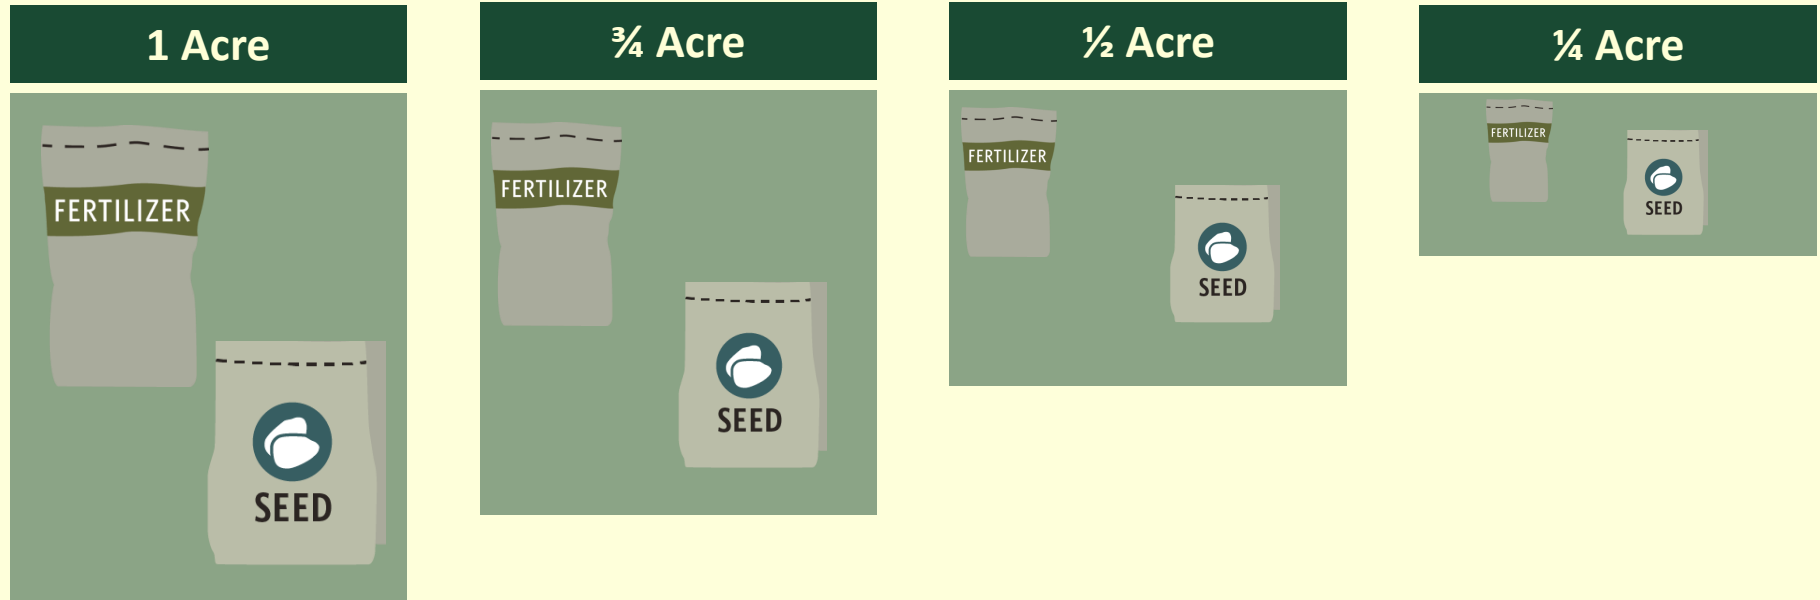 1 Acre
¾ Acre
½ Acre
¼ Acre
FERTILIZER
SEED
FERTILIZER
SEED
FERTILIZER
SEED
FERTILIZER
SEED